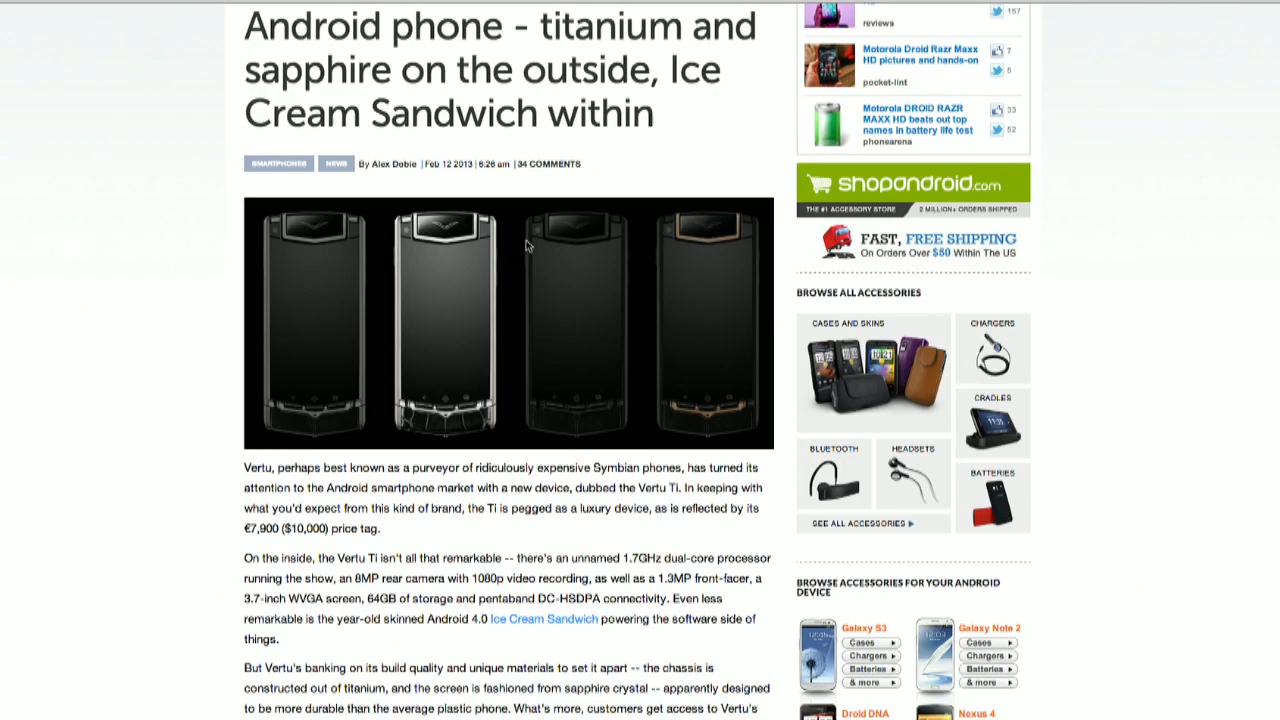 Android phone - titanium and
sapphire on the outside, Ice
Cream Sandwich within
SMARTPHONES NEWS By Alex Dobie | Feb 12 2013 | 6:26 am | 34 COMMENTS
Vertu, perhaps best known as a purveyor of ridiculously expensive Symbian phones, has turned its
attention to the Android smartphone market with a new device, dubbed the Vertu Ti. In keeping with
what you'd expect from this kind of brand, the Ti is pegged as a luxury device, as is reflected by its
€7,900 ($10,000) price tag.
On the inside, the Vertu Ti isn't all that remarkable -- there's an unnamed 1.7GHz dual-core processor
running the show, an 8MP rear camera with 1080p video recording, as well as a 1.3MP front-facer, a
3.7-inch WVGA screen, 64GB of storage and pentaband DC-HSDPA connectivity. Even less
remarkable is the year-old skinned Android 4.0 Ice Cream Sandwich powering the software side of
things.
But Vertu's banking on its build quality and unique materials to set it apart -- the chassis is
constructed out of titanium, and the screen is fashioned from sapphire crystal -- apparently designed
to be more durable than the average plastic phone. What's more, customers get access to Vertu's
157
reviews
Motorola Droid Razr Maxx 7
HD pictures and hands-on
5
pocket-lint
Motorola DROID RAZR 33
MAXX HD beats out top
names in battery life test 52
phonearena
shopandroid.com
THE #1 ACCESSORY STORE 2 MILLION+ ORDERS SHIPPED
FAST, FREE SHIPPING
On Orders Over $50 Within The US
BROWSE ALL ACCESSORIES
CASES AND SKINS CHARGERS
CRADLES
BLUETOOTH HEADSETS
BATTERIES
SEE ALL ACCESSORIES
BROWSE ACCESSORIES FOR YOUR ANDROID
DEVICE
Galaxy S3 Galaxy Note 2
Cases Cases
Chargers Chargers
Batteries Batteries
& more & more
Droid DNA Nexus 4